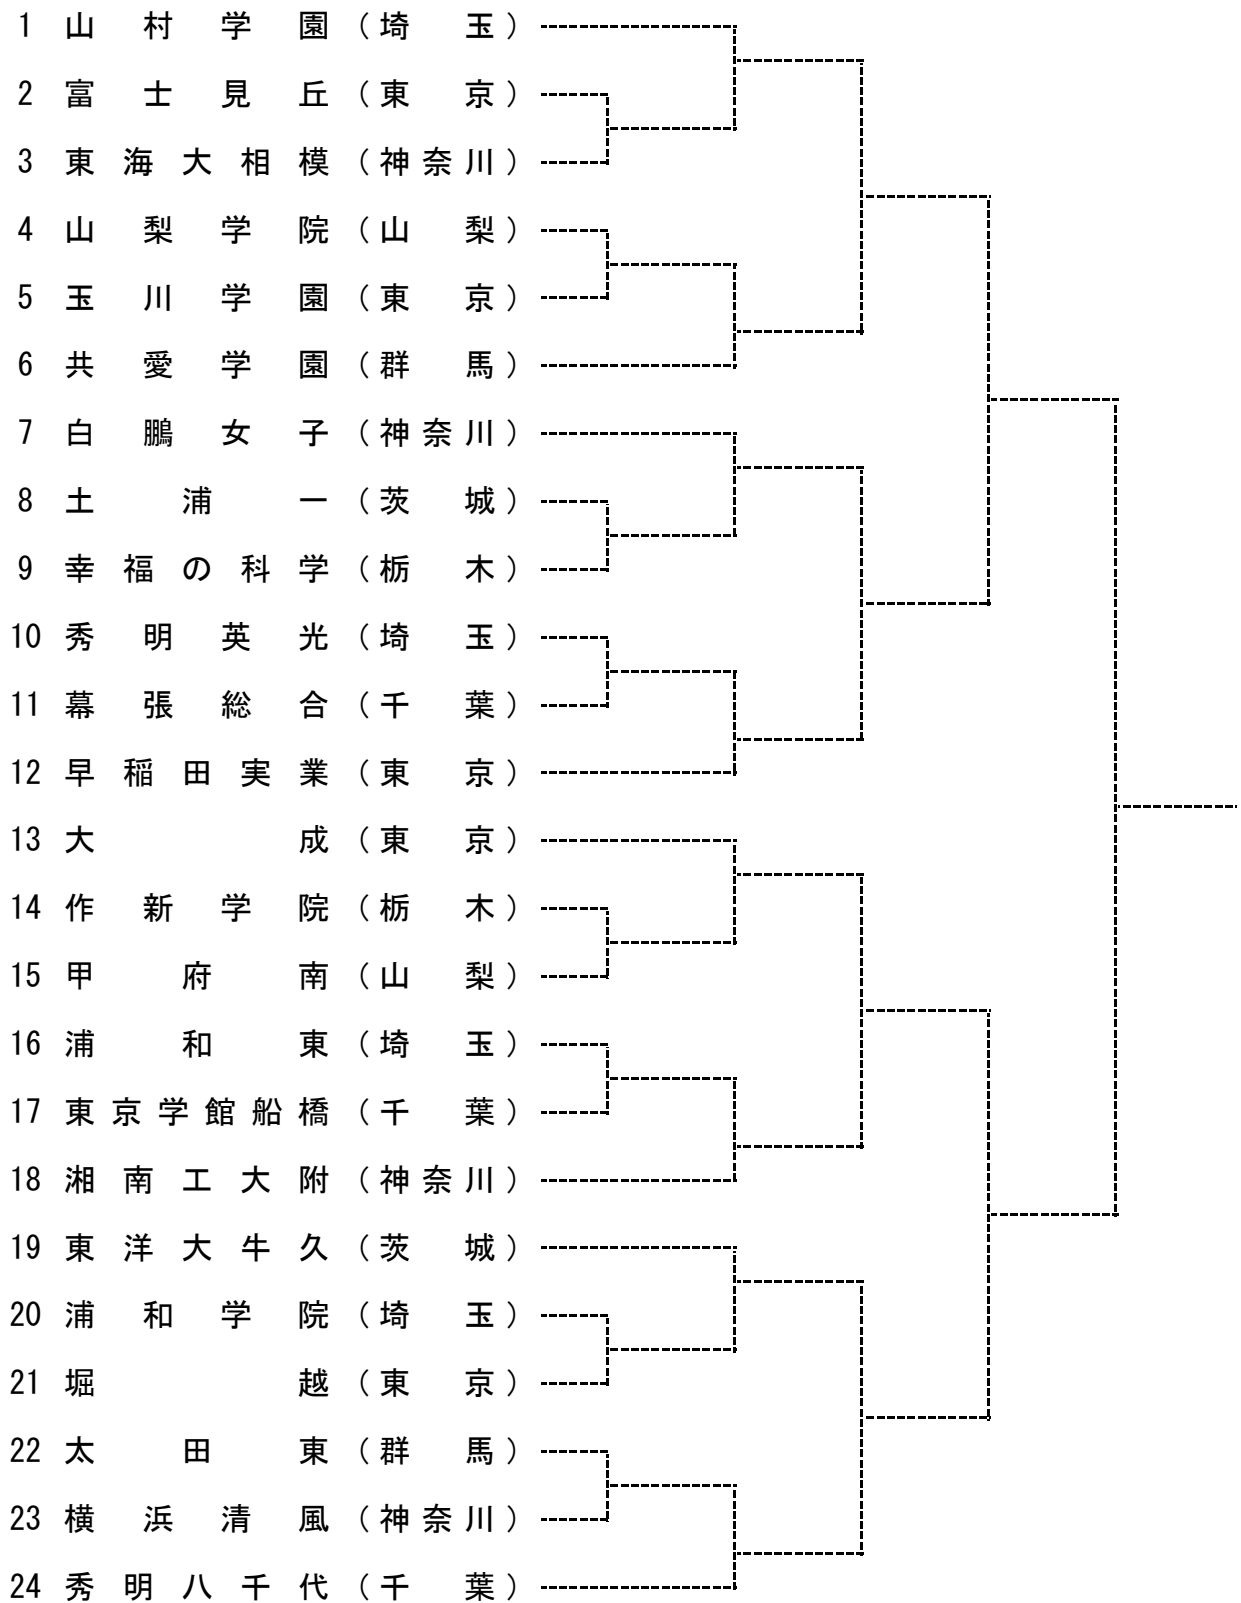 1 山村学園（埼玉）
2 富士見丘（東京）
3 東海大相模（神奈川）
4 山梨学院（山梨）
5 玉川学園（東京）
6 共愛学園（群馬）
7 白鵬女子（神奈川）
8 土浦一（茨城）
9 幸福の科学（栃木）
10 秀明英光（埼玉）
11 幕張総合（千葉）
12 早稲田実業（東京）
13 大成（東京）
14 作新学院（栃木）
15 甲府南（山梨）
16 浦和東（埼玉）
17 東京学館船橋（千葉）
18 湘南工大附（神奈川）
19 東洋大牛久（茨城）
20 浦和学院（埼玉）
21 堀越（東京）
22 太田東（群馬）
23 横浜清風（神奈川）
24 秀明八千代（千葉）